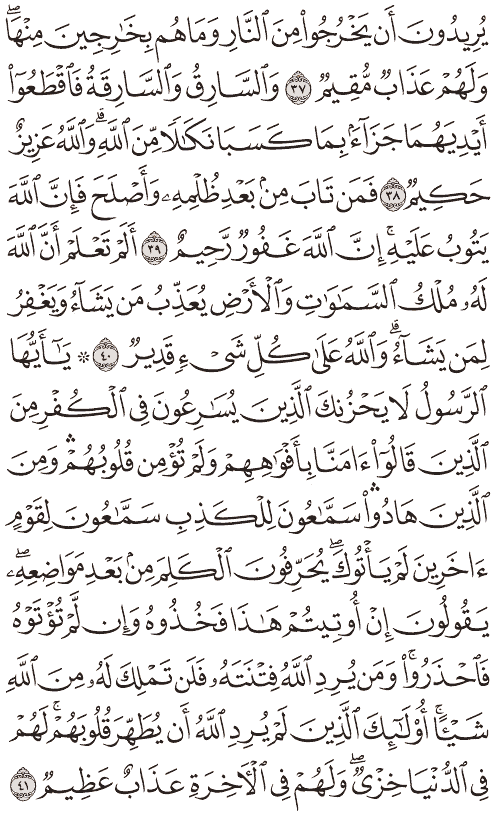 يُرِيدُونَ أَن يَخْرُجُوا۟ مِنَ ٱلنَّارِ وَمَا هُم بِخَٰرِجِينَ مِنْهَا ۖ
وَلَهُمْ عَذَابٌ مُّقِيمٌ ٣٧ وَٱلسَّارِقُ وَٱلسَّارِقَةُ فَٱقْطَعُوٓا۟
أَيْدِيَهُمَا جَزَآءًۢ بِمَا كَسَبَا نَكَٰلًا مِّنَ ٱللَّهِ ۗ وَٱللَّهُ عَزِيزٌ
حَكِيمٌ ٣٨ فَمَن تَابَ مِنۢ بَعْدِ ظُلْمِهِۦ وَأَصْلَحَ فَإِنَّ ٱللَّهَ
يَتُوبُ عَلَيْهِ ۗ إِنَّ ٱللَّهَ غَفُورٌ رَّحِيمٌ ٣٩ أَلَمْ تَعْلَمْ أَنَّ ٱللَّهَ
لَهُۥ مُلْكُ ٱلسَّمَٰوَٰتِ وَٱلْأَرْضِ يُعَذِّبُ مَن يَشَآءُ وَيَغْفِرُ
لِمَن يَشَآءُ ۗ وَٱللَّهُ عَلَىٰ كُلِّ شَىْءٍ قَدِيرٌ ٤٠ ۞ يَٰٓأَيُّهَا
ٱلرَّسُولُ لَا يَحْزُنكَ ٱلَّذِينَ يُسَٰرِعُونَ فِى ٱلْكُفْرِ مِنَ
ٱلَّذِينَ قَالُوٓا۟ ءَامَنَّا بِأَفْوَٰهِهِمْ وَلَمْ تُؤْمِن قُلُوبُهُمْ ۛ وَمِنَ
ٱلَّذِينَ هَادُوا۟ ۛ سَمَّٰعُونَ لِلْكَذِبِ سَمَّٰعُونَ لِقَوْمٍ
ءَاخَرِينَ لَمْ يَأْتُوكَ ۖ يُحَرِّفُونَ ٱلْكَلِمَ مِنۢ بَعْدِ مَوَاضِعِهِۦ ۖ
يَقُولُونَ إِنْ أُوتِيتُمْ هَٰذَا فَخُذُوهُ وَإِن لَّمْ تُؤْتَوْهُ
فَٱحْذَرُوا۟ ۚ وَمَن يُرِدِ ٱللَّهُ فِتْنَتَهُۥ فَلَن تَمْلِكَ لَهُۥ مِنَ ٱللَّهِ
شَيْـًٔا ۚ أُو۟لَٰٓئِكَ ٱلَّذِينَ لَمْ يُرِدِ ٱللَّهُ أَن يُطَهِّرَ قُلُوبَهُمْ ۚ لَهُمْ
فِى ٱلدُّنْيَا خِزْىٌ ۖ وَلَهُمْ فِى ٱلْءَاخِرَةِ عَذَابٌ عَظِيمٌ ٤١